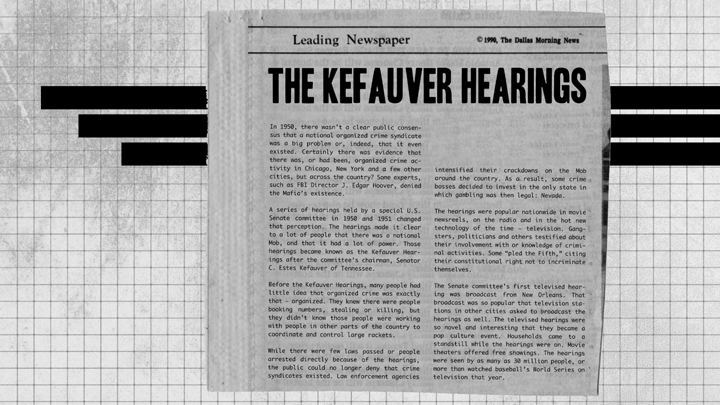 Leading Newspaper
©1990, The Dallas Morning News
THE KEFAUVER HEARINGS
In 1950, there wasn't a clear public consen-
sus that a national organized crime syndicate
was a big problem or, indeed, that it even
existed. Certainly there was evidence that
there was, or had been, organized crime ac-
tivity in Chicago, New York and a few other
cities, but across the country? Some experts,
such as FBI Director J. Edgar Hoover, denied
the Mafia's existence.
A series of hearings held by a special U.S.
Senate committee in 1950 and 1951 changed
that perception. The hearings made it clear
to a lot of people that there was a national
Mob, and that it had a lot of power. Those
hearings became known as the Kefauver Hear-
ings after the committee's chairman, Senator
C. Estes Kefauver of Tennessee.
Before the Kefauver Hearings, many people had
little idea that organized crime was exactly
that – organized. They knew there were people
booking numbers, stealing or killing, but
they didn't know those people were working
with people in other parts of the country to
coordinate and control large rackets.
While there were few laws passed or people
arrested directly because of the hearings,
the public could no longer deny that crime
syndicates existed. Law enforcement agencies
intensified their crackdowns on the Mob
around the country. As a result, some crime
bosses decided to invest in the only state in
which gambling was then legal: Nevada.
The hearings were popular nationwide in movie
newsreels, on the radio and in the hot new
technology of the time – television. Gang-
sters, politicians and others testified about
their involvement with or knowledge of crimi-
nal activities. Some "pled the Fifth," citing
their constitutional right not to incriminate
themselves.
The Senate committee's first televised hear-
ing was broadcast from New Orleans. That
broadcast was so popular that television sta-
tions in other cities asked to broadcast the
hearings as well. The televised hearings were
so novel and interesting that they became a
pop culture event. Households came to a
standstill while the hearings were on. Movie
theaters offered free showings. The hearings
were seen by as many as 30 million people, or
more than watched baseball's World Series on
television that year.